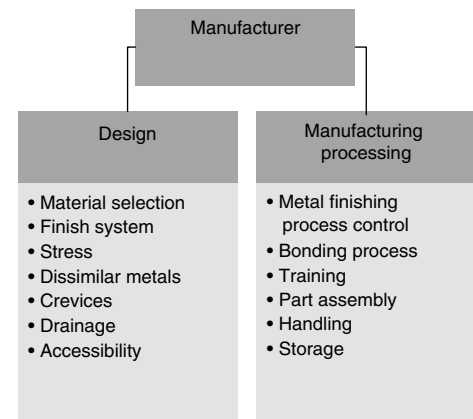 Manufacturer
Design
• Material selection
• Finish system
• Stress
• Dissimilar metals
• Crevices
• Drainage
• Accessibility
Manufacturing
processing
• Metal finishing
process control
• Bonding process
• Training
• Part assembly
• Handling
• Storage